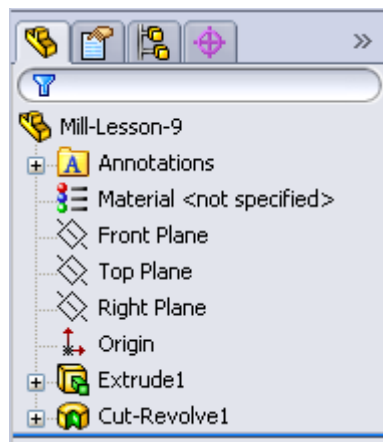 »
Mill-Lesson-9
A Annotations
Material <not specified>
Front Plane
Top Plane
Right Plane
Origin
Extrude1
Cut-Revolve1